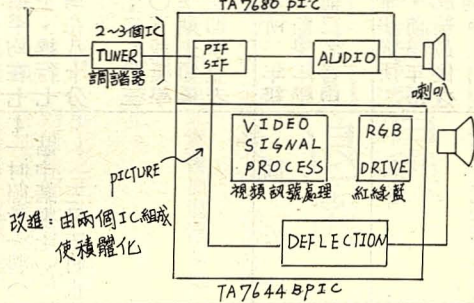 TA7680 PIC
2~3個IC
TUNER
調諧器
PIF
SIF
AUDIO
喇叭
VIDEO
SIGNAL
PROCESS
視頻訊號處理
RGB
DRIVE
紅綠藍
PICTURE
改進：由兩個IC組成
使積體化
DEFLECTION
TA7644BPIC